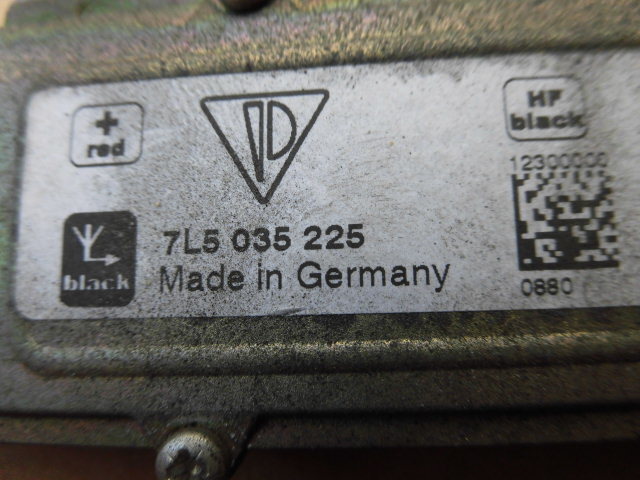 +
red
HF
black
12300000
7L5 035 225
black
Made in Germany
0880